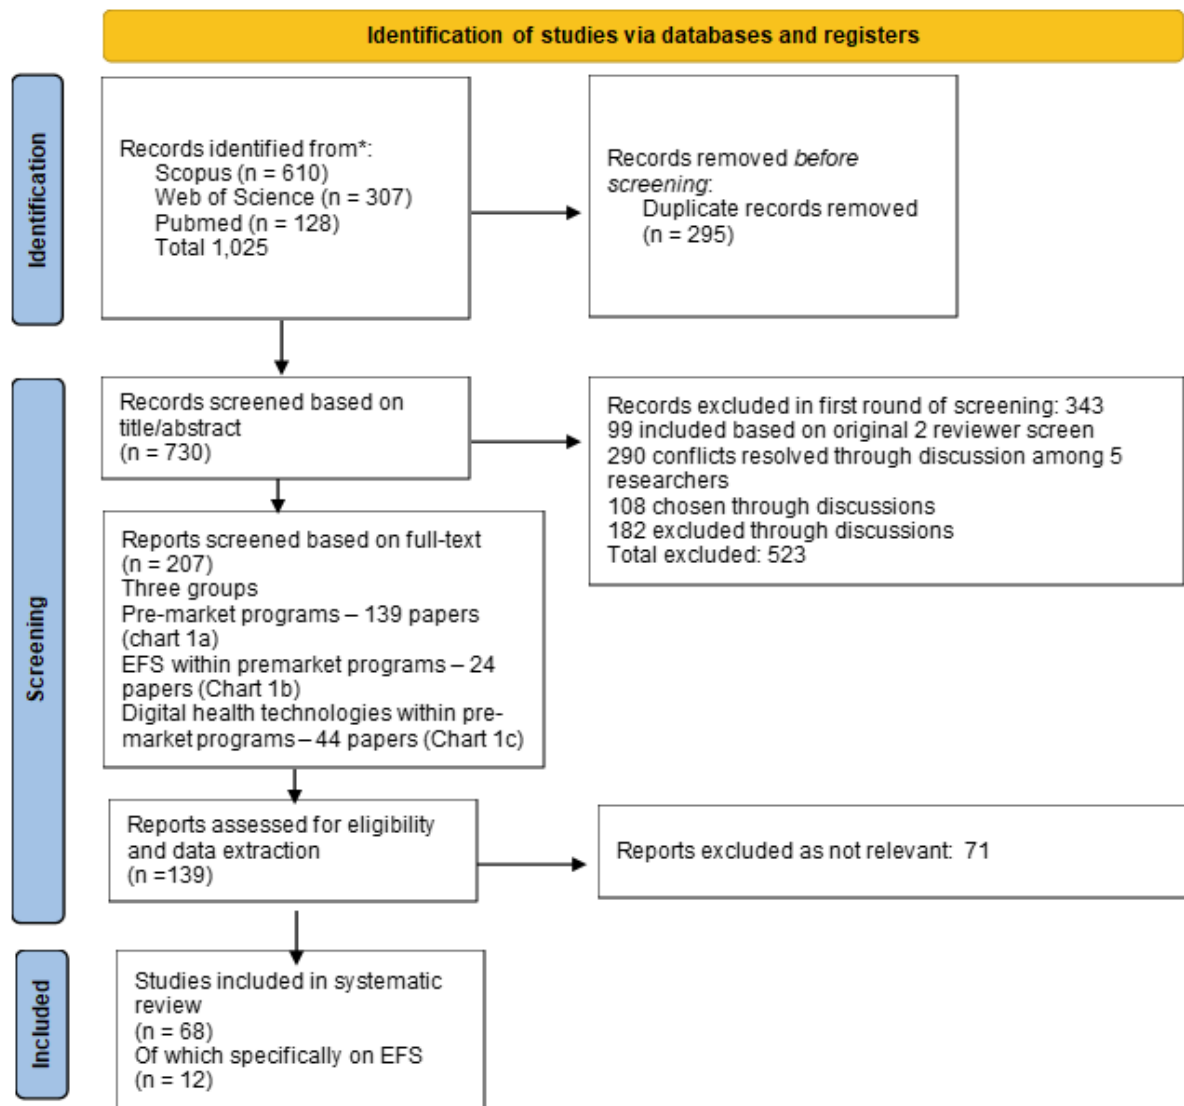 Identification of studies via databases and registers
Identification
Records identified from*:
Scopus (n = 610)
Web of Science (n = 307)
Pubmed (n = 128)
Total 1,025
Records removed before
screening:
Duplicate records removed
(n = 295)
Screening
Records screened based on
title/abstract
(n = 730)
Records excluded in first round of screening: 343
99 included based on original 2 reviewer screen
290 conflicts resolved through discussion among 5
researchers
108 chosen through discussions
182 excluded through discussions
Total excluded: 523
Reports screened based on full-text
(n = 207)
Three groups
Pre-market programs – 139 papers
(chart 1a)
EFS within premarket programs – 24
papers (Chart 1b)
Digital health technologies within pre-
market programs – 44 papers (Chart 1c)
Reports assessed for eligibility
and data extraction
(n =139)
Reports excluded as not relevant: 71
Included
Studies included in systematic
review
(n = 68)
Of which specifically on EFS
(n = 12)